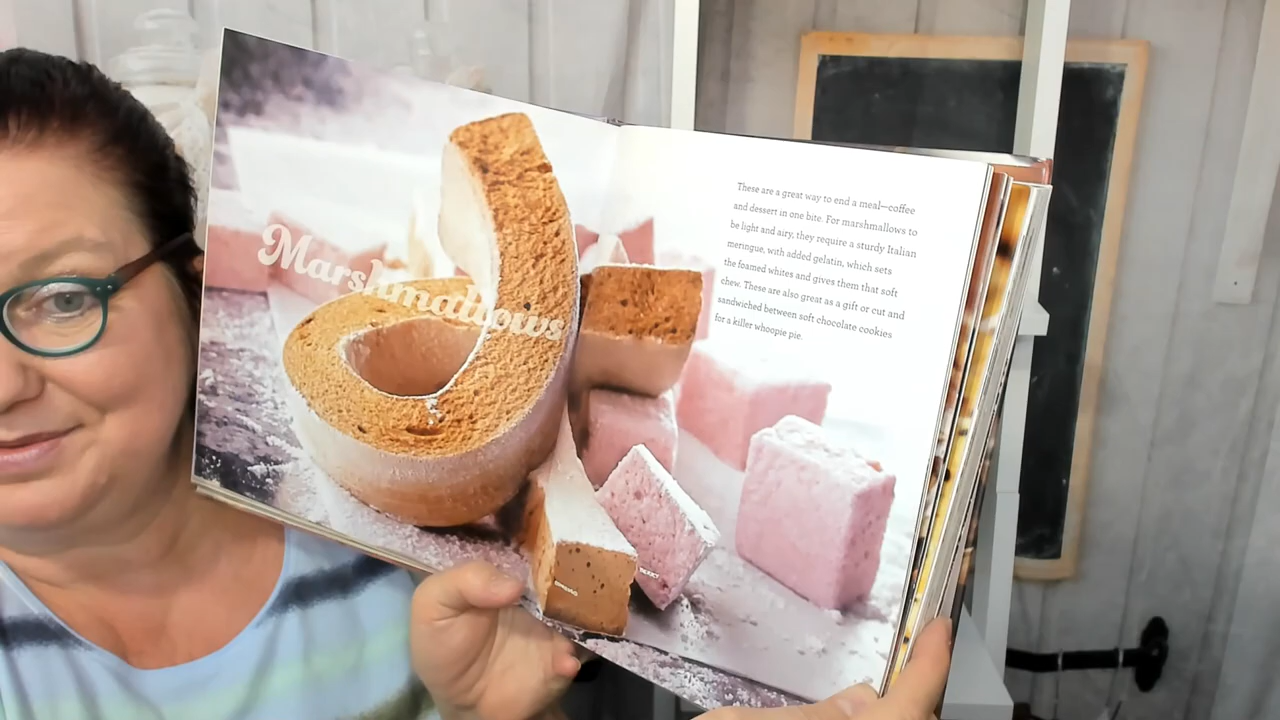 Marshmallows
These are a great way to end a meal—coffee
and dessert in one bite. For marshmallows to
be light and airy, they require a sturdy Italian
meringue, with added gelatin, which sets
the foamed whites and gives them that soft
chew. These are also great as a gift or cut and
sandwiched between soft chocolate cookies
for a killer whoopie pie.